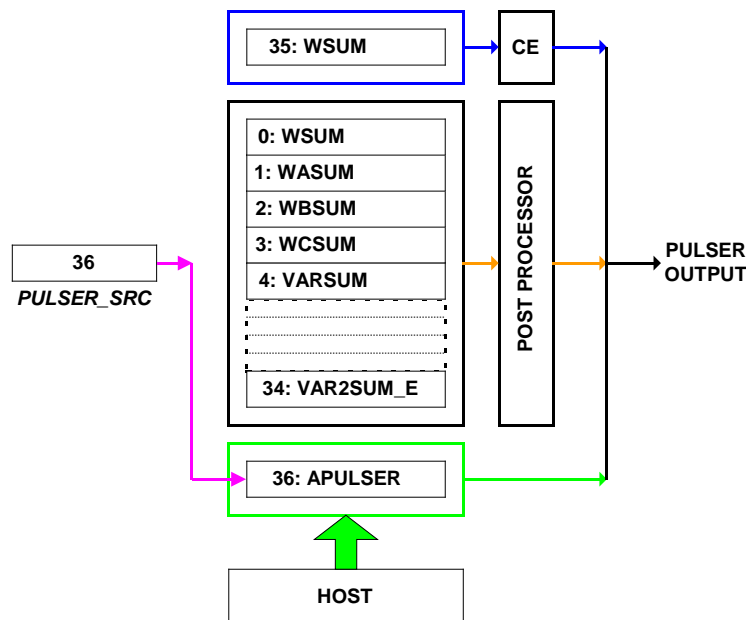 35: WSUM
CE
0: WSUM
1: WASUM
2: WBSUM
3: WCSUM
4: VARSUM
34: VAR2SUM_E
POST PROCESSOR
36
PULSER_SRC
PULSER
OUTPUT
36: APULSER
HOST